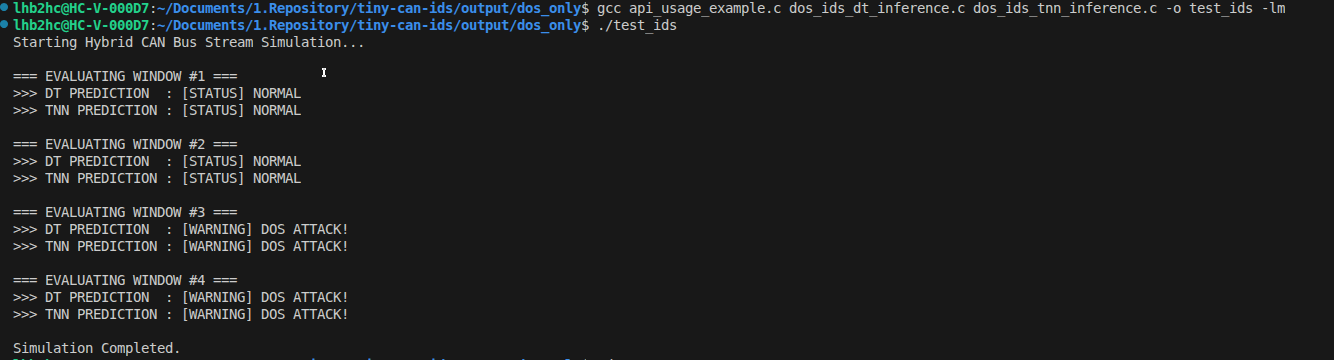 lhb2hc@HC-V-000D7:~/Documents/1.Repository/tiny-can-ids/output/dos_only$ gcc api_usage_example.c dos_ids_dt_inference.c dos_ids_tnn_inference.c -o test_ids -lm
lhb2hc@HC-V-000D7:~/Documents/1.Repository/tiny-can-ids/output/dos_only$ ./test_ids
Starting Hybrid CAN Bus Stream Simulation...
=== EVALUATING WINDOW #1 ===
>>> DT PREDICTION  : [STATUS] NORMAL
>>> TNN PREDICTION : [STATUS] NORMAL
=== EVALUATING WINDOW #2 ===
>>> DT PREDICTION  : [STATUS] NORMAL
>>> TNN PREDICTION : [STATUS] NORMAL
=== EVALUATING WINDOW #3 ===
>>> DT PREDICTION  : [WARNING] DOS ATTACK!
>>> TNN PREDICTION : [WARNING] DOS ATTACK!
=== EVALUATING WINDOW #4 ===
>>> DT PREDICTION  : [WARNING] DOS ATTACK!
>>> TNN PREDICTION : [WARNING] DOS ATTACK!
Simulation Completed.